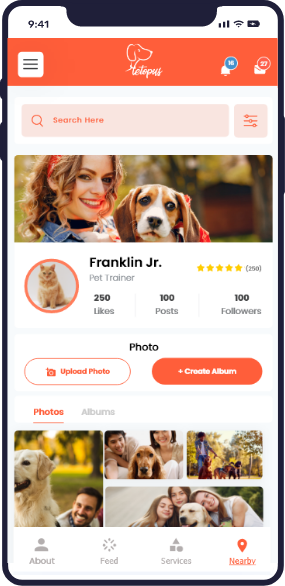 9:41
Petopus
16
27
Search Here
Franklin Jr.
(250)
Pet Trainer
250 100 100
Likes Posts Followers
Photo
Upload Photo + Create Album
Photos Albums
About Feed Services Nearby